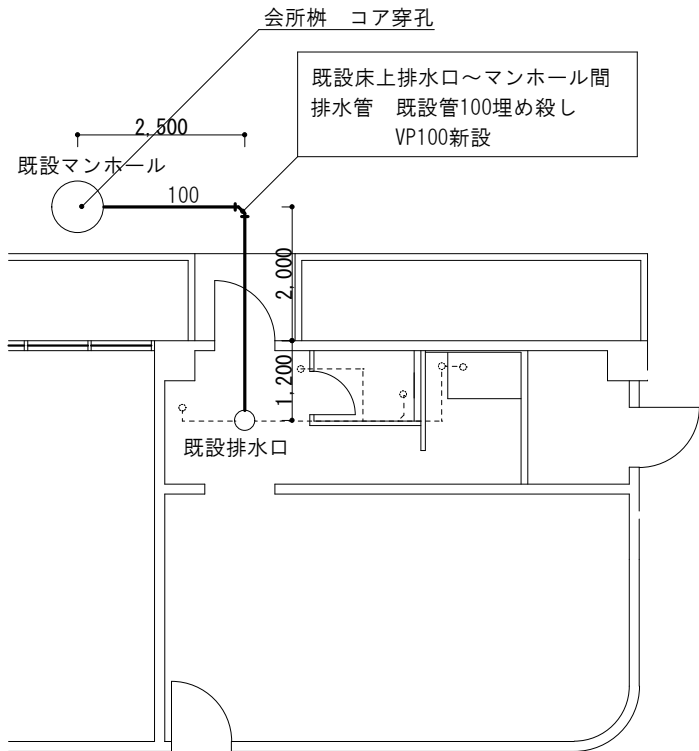 会所桝　コア穿孔
既設床上排水口～マンホール間
排水管　既設管100埋め殺し
VP100新設
2,500
既設マンホール
100
2,000
1,200
既設排水口